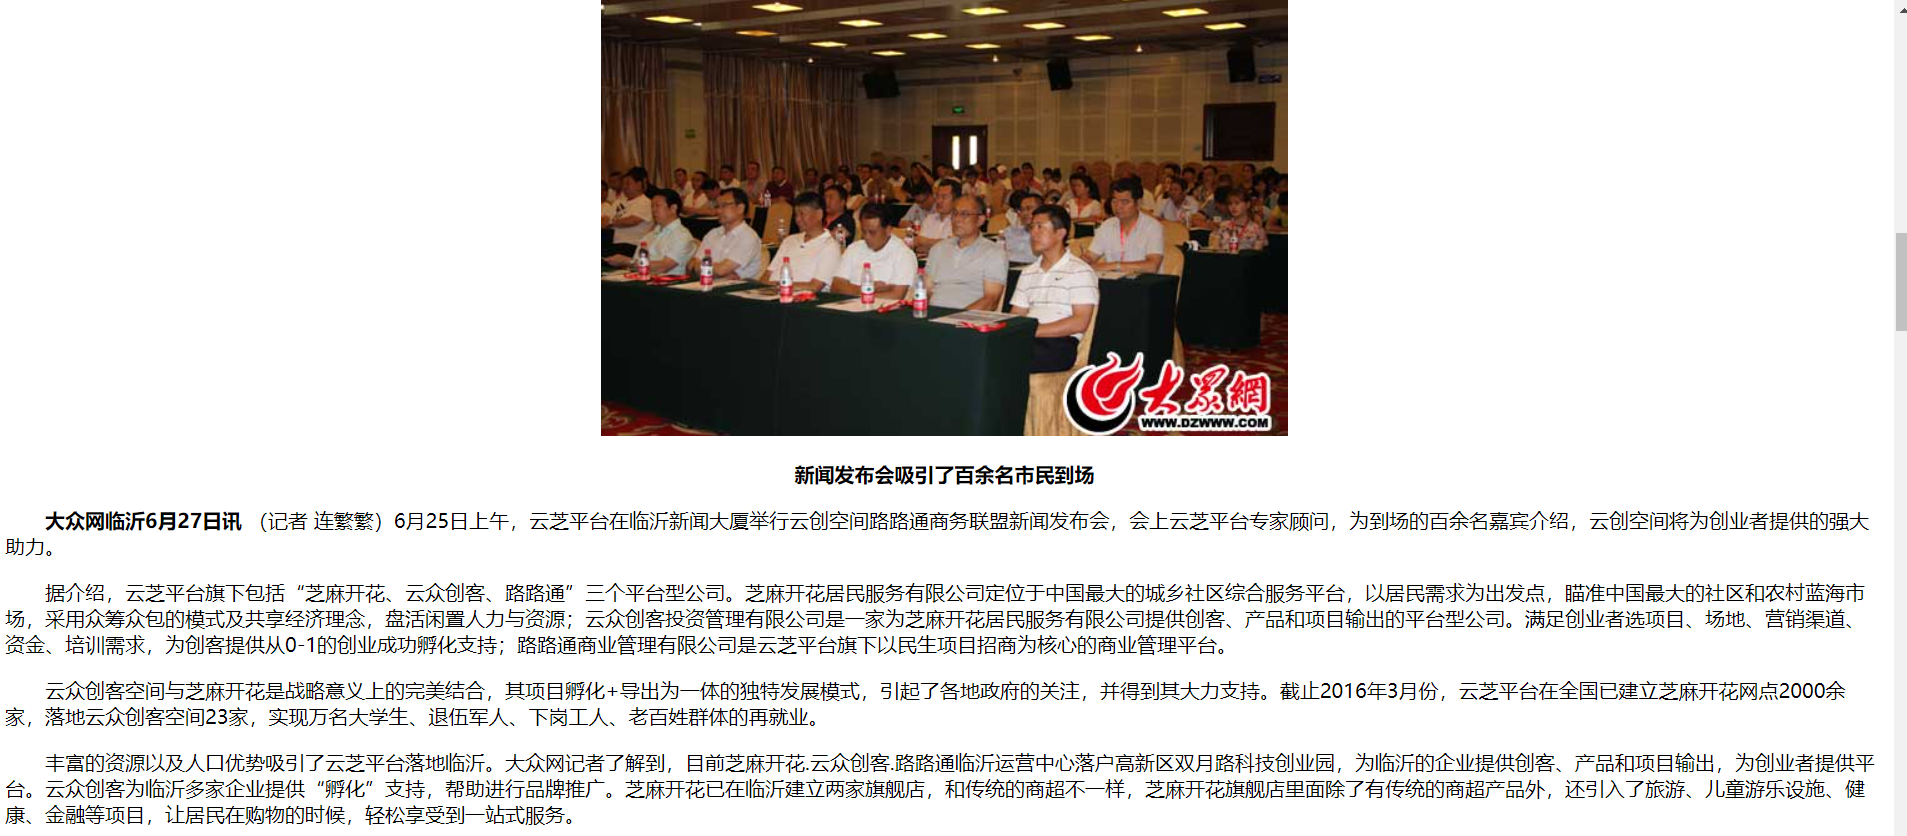 大众網
WWW.DZWWW.COM
新闻发布会吸引了百余名市民到场
大众网临沂6月27日讯 （记者 连繁繁）6月25日上午，云芝平台在临沂新闻大厦举行云创空间路路通商务联盟新闻发布会，会上云芝平台专家顾问，为到场的百余名嘉宾介绍，云创空间将为创业者提供的强大
助力。
据介绍，云芝平台旗下包括“芝麻开花、云众创客、路路通”三个平台型公司。芝麻开花居民服务有限公司定位于中国最大的城乡社区综合服务平台，以居民需求为出发点，瞄准中国最大的社区和农村蓝海市
场，采用众筹众包的模式及共享经济理念，盘活闲置人力与资源；云众创客投资管理有限公司是一家为芝麻开花居民服务有限公司提供创客、产品和项目输出的平台型公司。满足创业者选项目、场地、营销渠道、
资金、培训需求，为创客提供从0-1的创业成功孵化支持；路路通商业管理有限公司是云芝平台旗下以民生项目招商为核心的商业管理平台。
云众创客空间与芝麻开花是战略意义上的完美结合，其项目孵化+导出为一体的独特发展模式，引起了各地政府的关注，并得到其大力支持。截止2016年3月份，云芝平台在全国已建立芝麻开花网点2000余
家，落地云众创客空间23家，实现万名大学生、退伍军人、下岗工人、老百姓群体的再就业。
丰富的资源以及人口优势吸引了云芝平台落地临沂。大众网记者了解到，目前芝麻开花.云众创客.路路通临沂运营中心落户高新区双月路科技创业园，为临沂的企业提供创客、产品和项目输出，为创业者提供平
台。云众创客为临沂多家企业提供“孵化”支持，帮助进行品牌推广。芝麻开花已在临沂建立两家旗舰店，和传统的商超不一样，芝麻开花旗舰店里面除了有传统的商超产品外，还引入了旅游、儿童游乐设施、健
康、金融等项目，让居民在购物的时候，轻松享受到一站式服务。